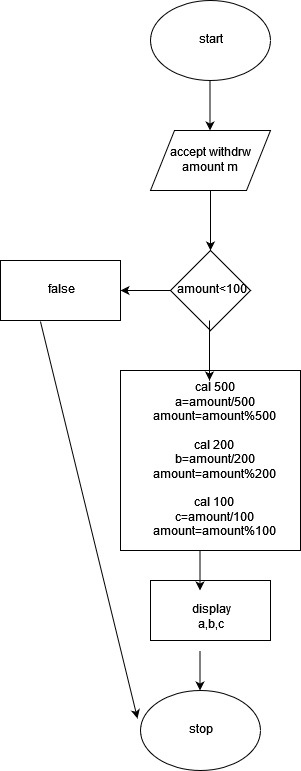 start
accept withdrw
amount m
amount<100
false
cal 500
a=amount/500
amount=amount%500
cal 200
b=amount/200
amount=amount%200
cal 100
c=amount/100
amount=amount%100
display
a,b,c
stop